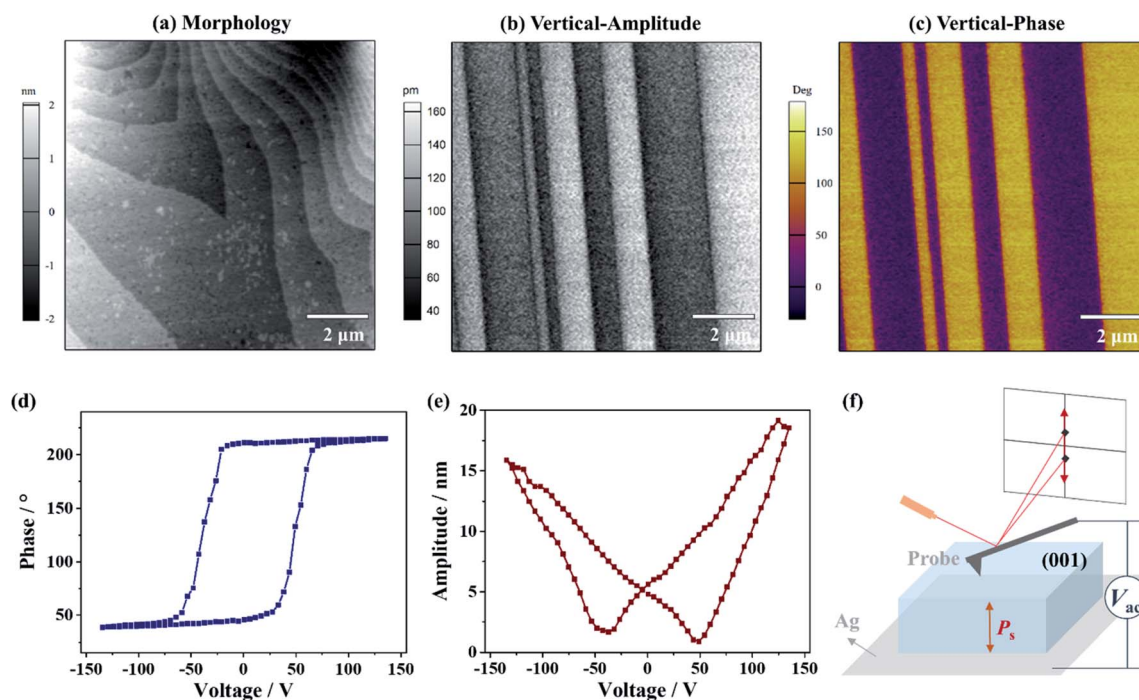 (a) Morphology
(b) Vertical-Amplitude
(c) Vertical-Phase
nm
2
1
0
-1
-2
2 μm
pm
160
140
120
100
80
60
40
2 μm
Deg
150
100
50
0
2 μm
(d)
Phase / °
200
150
100
50
-150 -100 -50 0 50 100 150
Voltage / V
(e)
Amplitude / nm
20
15
10
5
0
-150 -100 -50 0 50 100 150
Voltage / V
(f)
Probe
(001)
Ag
Ps
Vac